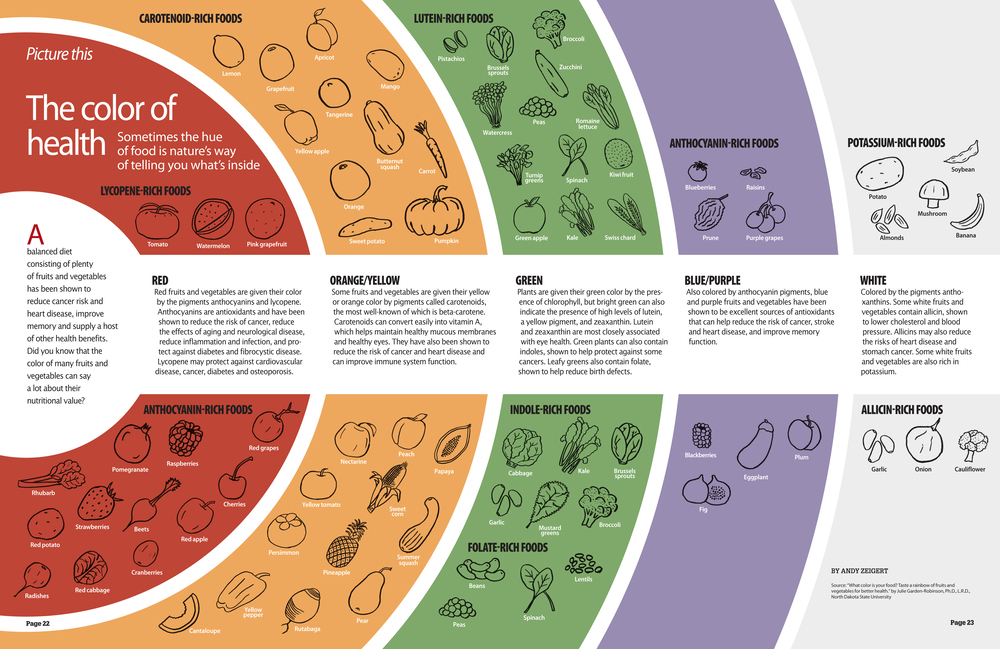 Picture this
The color of
health
Sometimes the hue
of food is nature's way
of telling you what's inside
A
balanced diet
consisting of plenty
of fruits and vegetables
has been shown to
reduce cancer risk and
heart disease, improve
memory and supply a host
of other health benefits.
Did you know that the
color of many fruits and
vegetables can say
a lot about their
nutritional value?
LYCOPENE-RICH FOODS
Tomato
Watermelon
Pink grapefruit
RED
Red fruits and vegetables are given their color
by the pigments anthocyanins and lycopene.
Anthocyanins are antioxidants and have been
shown to reduce the risk of cancer, reduce
the effects of aging and neurological disease,
reduce inflammation and infection, and pro-
tect against diabetes and fibrocystic disease.
Lycopene may protect against cardiovascular
disease, cancer, diabetes and osteoporosis.
ANTHOCYANIN-RICH FOODS
Red grapes
Pomegranate
Raspberries
Rhubarb
Cherries
Strawberries
Beets
Red apple
Red potato
Cranberries
Radishes
Red cabbage
Page 22
CAROTENOID-RICH FOODS
Lemon
Grapefruit
Apricot
Mango
Tangerine
Yellow apple
Butternut
squash
Carrot
Orange
Sweet potato
Pumpkin
ORANGE/YELLOW
Some fruits and vegetables are given their yellow
or orange color by pigments called carotenoids,
the most well-known of which is beta-carotene.
Carotenoids can convert easily into vitamin A,
which helps maintain healthy mucous membranes
and healthy eyes. They have also been shown to
reduce the risk of cancer and heart disease and
can improve immune system function.
Nectarine
Peach
Papaya
Yellow tomato
Sweet
corn
Persimmon
Pineapple
Summer
squash
Yellow
pepper
Cantaloupe
Rutabaga
Pear
LUTEIN-RICH FOODS
Pistachios
Brussels
sprouts
Broccoli
Zucchini
Watercress
Peas
Romaine
lettuce
Turnip
greens
Spinach
Kiwi fruit
Green apple
Kale
Swiss chard
GREEN
Plants are given their green color by the pres-
ence of chlorophyll, but bright green can also
indicate the presence of high levels of lutein,
a yellow pigment, and zeaxanthin. Lutein
and zeaxanthin are most closely associated
with eye health. Green plants can also contain
indoles, shown to help protect against some
cancers. Leafy greens also contain folate,
shown to help reduce birth defects.
INDOLE-RICH FOODS
Cabbage
Kale
Brussels
sprouts
Garlic
Mustard
greens
Broccoli
FOLATE-RICH FOODS
Beans
Lentils
Peas
Spinach
ANTHOCYANIN-RICH FOODS
Blueberries
Raisins
Prune
Purple grapes
BLUE/PURPLE
Also colored by anthocyanin pigments, blue
and purple fruits and vegetables have been
shown to be excellent sources of antioxidants
that can help reduce the risk of cancer, stroke
and heart disease, and improve memory
function.
Blackberries
Eggplant
Plum
Fig
POTASSIUM-RICH FOODS
Soybean
Potato
Mushroom
Almonds
Banana
WHITE
Colored by the pigments antho-
xanthins. Some white fruits and
vegetables contain allicin, shown
to lower cholesterol and blood
pressure. Allicins may also reduce
the risks of heart disease and
stomach cancer. Some white fruits
and vegetables are also rich in
potassium.
ALLICIN-RICH FOODS
Garlic
Onion
Cauliflower
BY ANDY ZEIGERT
Source: "What color is your food? Taste a rainbow of fruits and
vegetables for better health." by Julie Garden-Robinson, Ph.D., L.R.D.,
North Dakota State University
Page 23